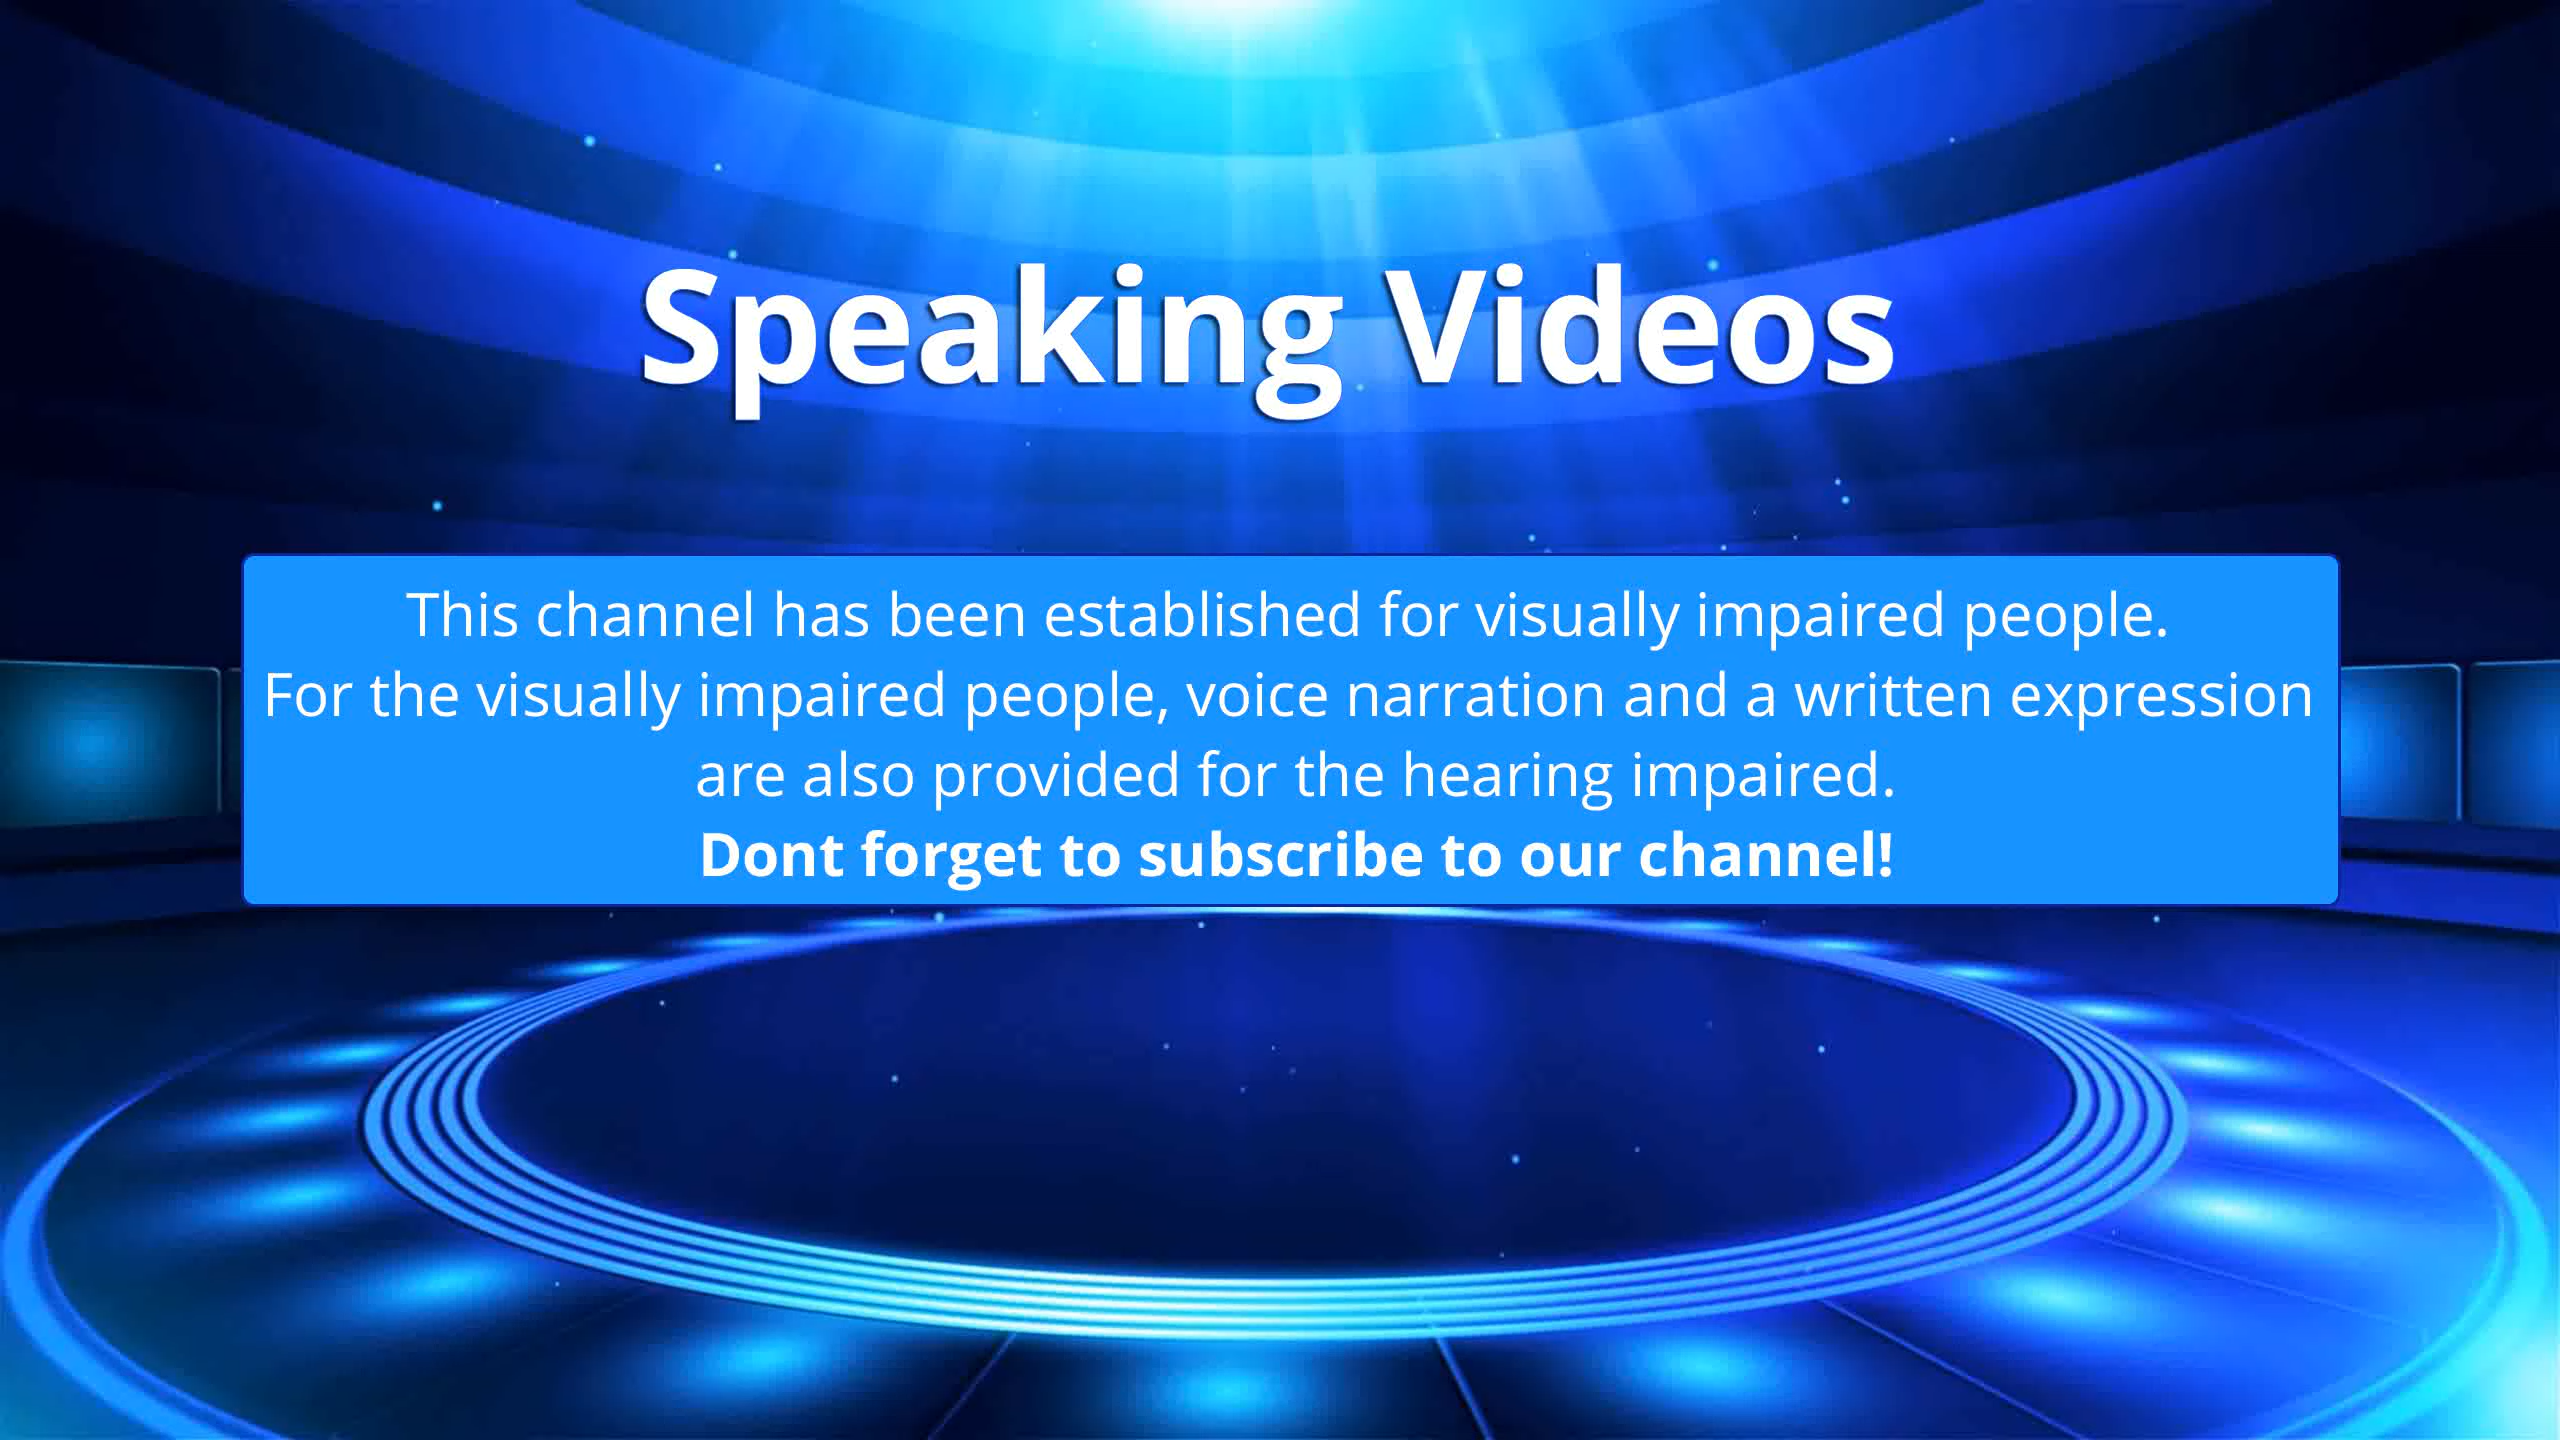 Speaking Videos
This channel has been established for visually impaired people.
For the visually impaired people, voice narration and a written expression
are also provided for the hearing impaired.
Dont forget to subscribe to our channel!